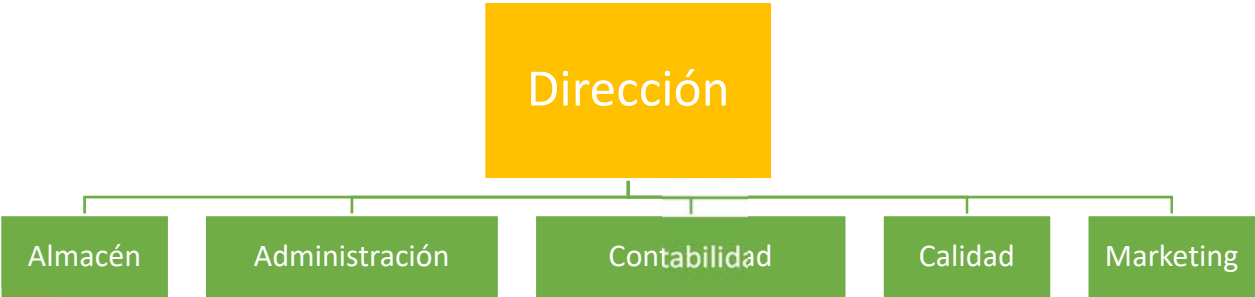 Dirección
Almacén
Administración
Contabilidad
Calidad
Marketing